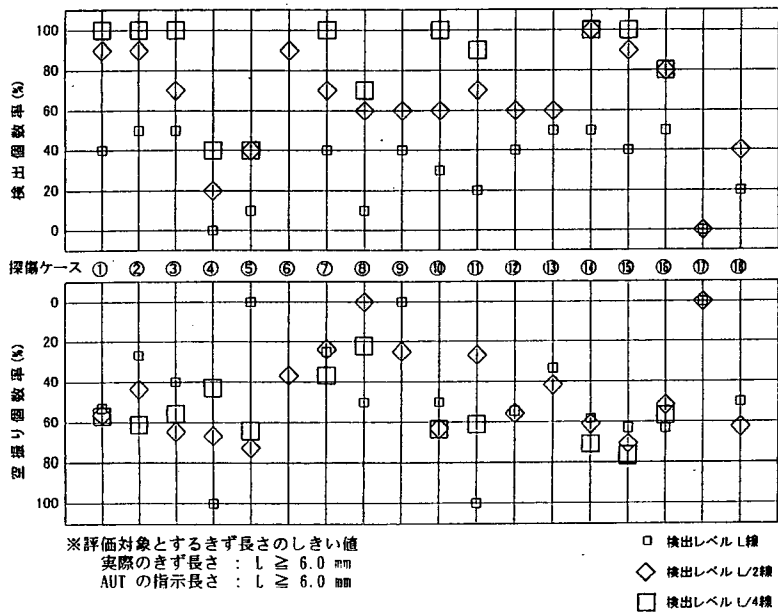 100
80
60
40
20
0
検出個数率(%)
探傷ケース ① ② ③ ④ ⑤ ⑥ ⑦ ⑧ ⑨ ⑩ ⑪ ⑫ ⑬ ⑭ ⑮ ⑯ ⑰ ⑱
0
20
40
60
80
100
空振り個数率(%)
※評価対象とするきず長さのしきい値
実際のきず長さ : L ≧ 6.0 mm
AUT の指示長さ : L ≧ 6.0 mm
検出レベル L線
検出レベル L/2線
検出レベル L/4線